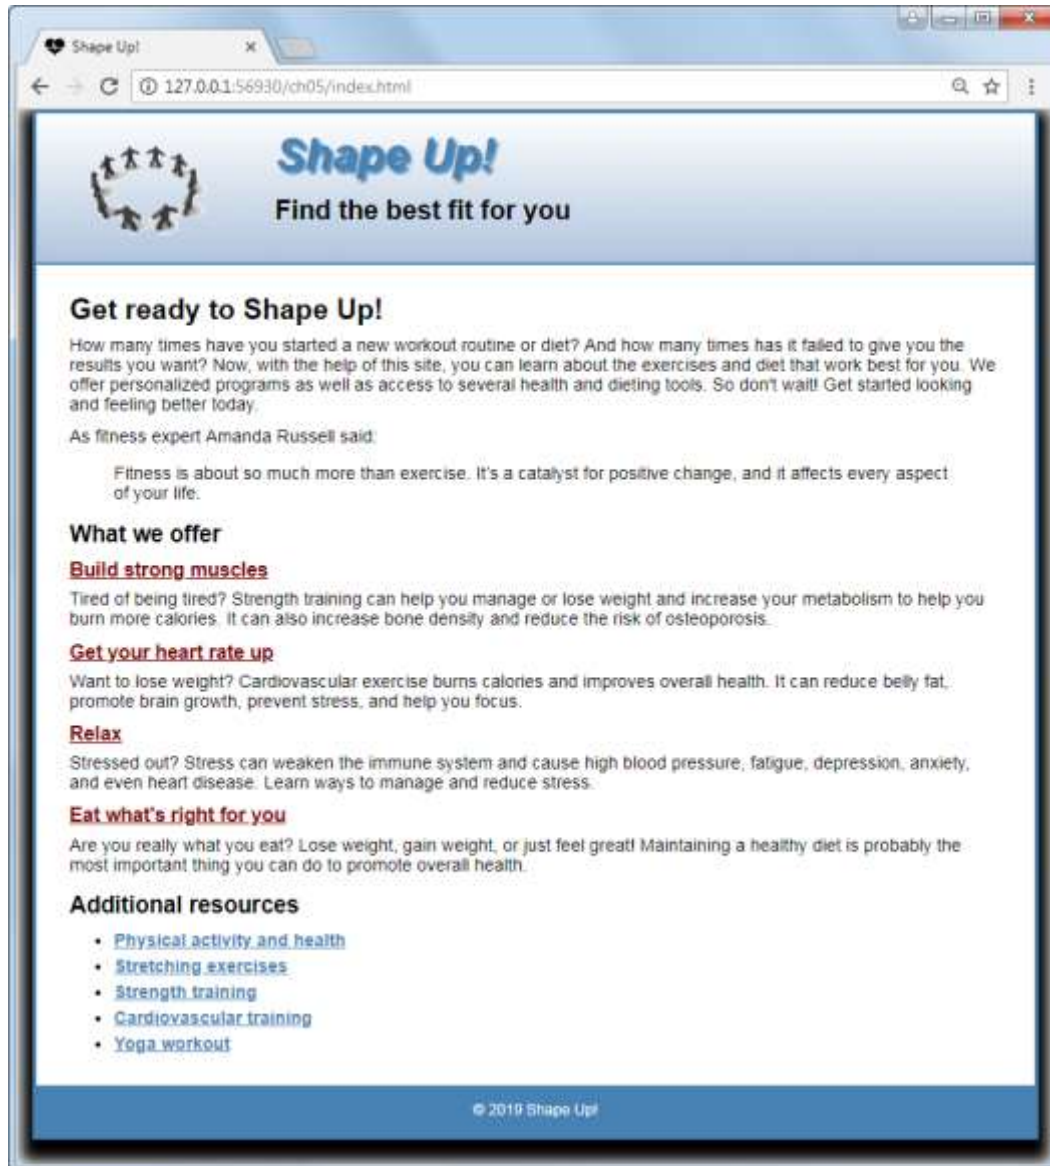 Shape Up!
127.0.0.1:56930/ch05/index.html
Shape Up!
Find the best fit for you
Get ready to Shape Up!
How many times have you started a new workout routine or diet? And how many times has it failed to give you the
results you want? Now, with the help of this site, you can learn about the exercises and diet that work best for you. We
offer personalized programs as well as access to several health and dieting tools. So don't wait! Get started looking
and feeling better today.
As fitness expert Amanda Russell said:
Fitness is about so much more than exercise. It's a catalyst for positive change, and it affects every aspect
of your life.
What we offer
Build strong muscles
Tired of being tired? Strength training can help you manage or lose weight and increase your metabolism to help you
burn more calories. It can also increase bone density and reduce the risk of osteoporosis.
Get your heart rate up
Want to lose weight? Cardiovascular exercise burns calories and improves overall health. It can reduce belly fat,
promote brain growth, prevent stress, and help you focus.
Relax
Stressed out? Stress can weaken the immune system and cause high blood pressure, fatigue, depression, anxiety,
and even heart disease. Learn ways to manage and reduce stress.
Eat what's right for you
Are you really what you eat? Lose weight, gain weight, or just feel great! Maintaining a healthy diet is probably the
most important thing you can do to promote overall health.
Additional resources
• Physical activity and health
• Stretching exercises
• Strength training
• Cardiovascular training
• Yoga workout
© 2019 Shape Up!